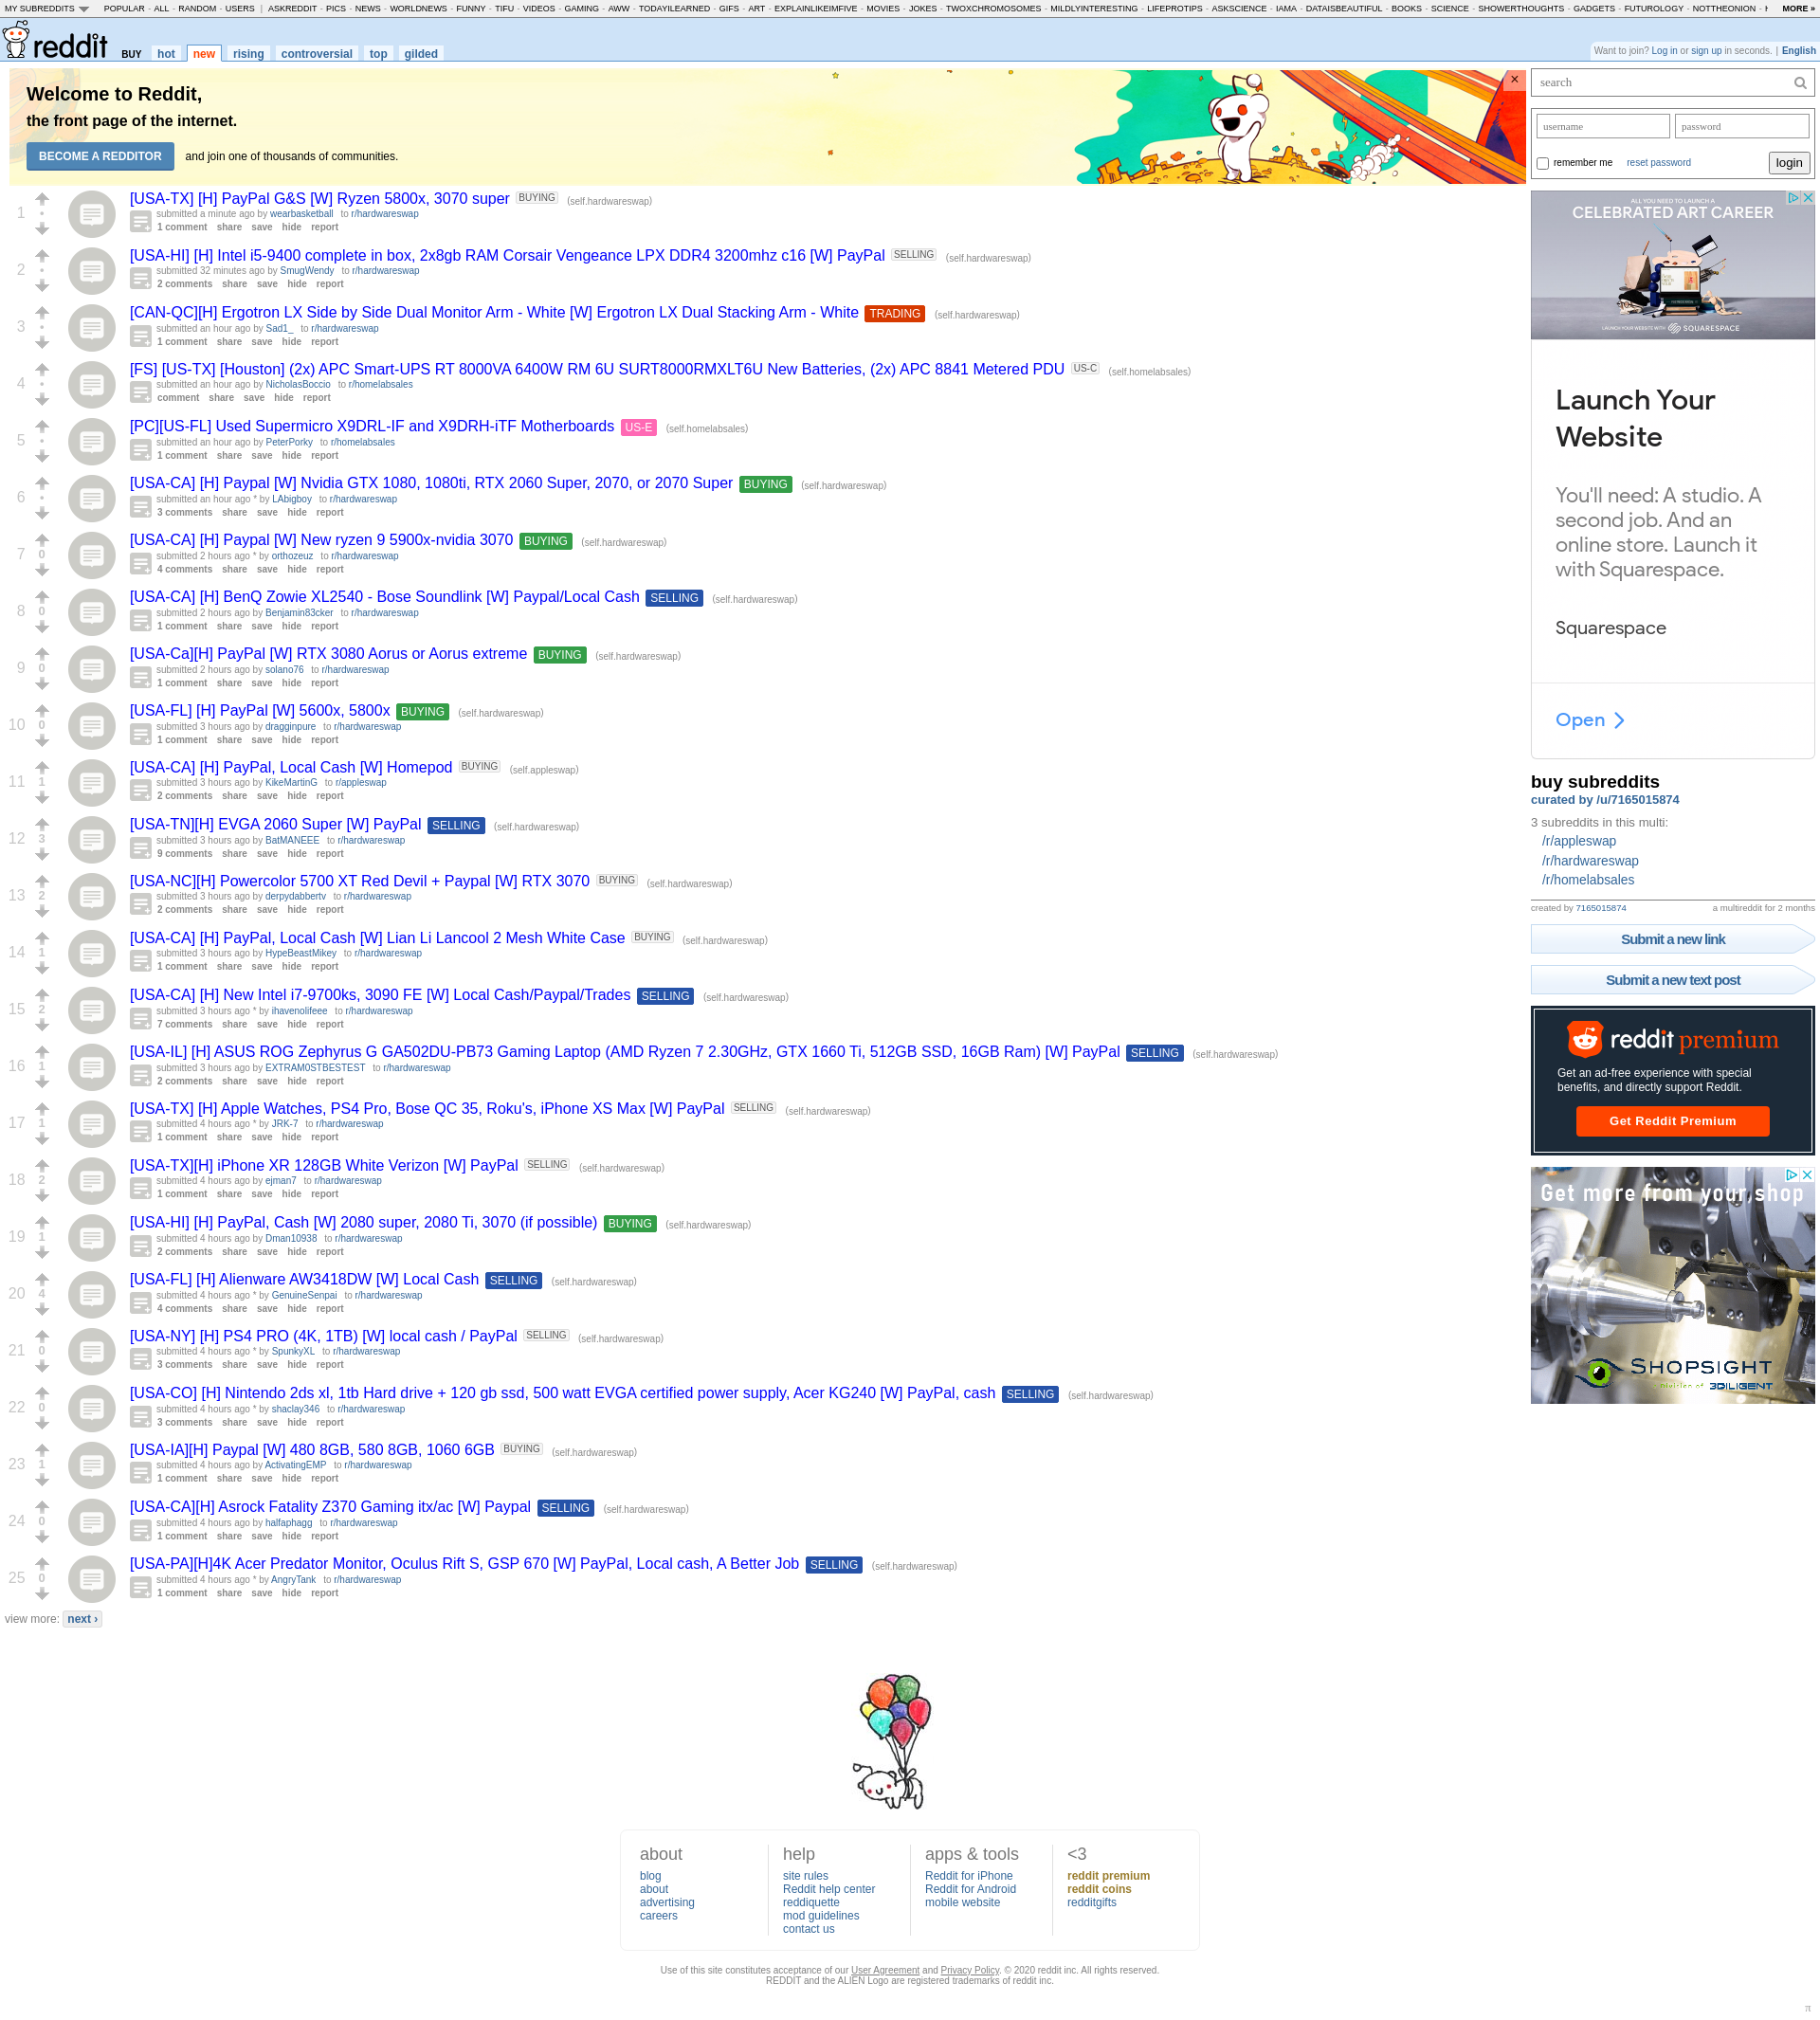 MY SUBREDDITS POPULAR - ALL - RANDOM - USERS | ASKREDDIT - PICS - NEWS - WORLDNEWS - FUNNY - TIFU - VIDEOS - GAMING - AWW - TODAYILEARNED - GIFS - ART - EXPLAINLIKEIMFIVE - MOVIES - JOKES - TWOXCHROMOSOMES - MILDLYINTERESTING - LIFEPROTIPS - ASKSCIENCE - IAMA - DATAISBEAUTIFUL - BOOKS - SCIENCE - SHOWERTHOUGHTS - GADGETS - FUTUROLOGY - NOTTHEONION - MORE »
reddit BUY hot new rising controversial top gilded
Want to join? Log in or sign up in seconds. | English
Welcome to Reddit,
the front page of the internet.
BECOME A REDDITOR and join one of thousands of communities.
×
1
[USA-TX] [H] PayPal G&S [W] Ryzen 5800x, 3070 super BUYING (self.hardwareswap)
submitted a minute ago by wearbasketball to r/hardwareswap
1 comment share save hide report
2
[USA-HI] [H] Intel i5-9400 complete in box, 2x8gb RAM Corsair Vengeance LPX DDR4 3200mhz c16 [W] PayPal SELLING (self.hardwareswap)
submitted 32 minutes ago by SmugWendy to r/hardwareswap
2 comments share save hide report
3
[CAN-QC][H] Ergotron LX Side by Side Dual Monitor Arm - White [W] Ergotron LX Dual Stacking Arm - White TRADING (self.hardwareswap)
submitted an hour ago by Sad1_ to r/hardwareswap
1 comment share save hide report
4
[FS] [US-TX] [Houston] (2x) APC Smart-UPS RT 8000VA 6400W RM 6U SURT8000RMXLT6U New Batteries, (2x) APC 8841 Metered PDU US-C (self.homelabsales)
submitted an hour ago by NicholasBoccio to r/homelabsales
comment share save hide report
5
[PC][US-FL] Used Supermicro X9DRL-IF and X9DRH-iTF Motherboards US-E (self.homelabsales)
submitted an hour ago by PeterPorky to r/homelabsales
1 comment share save hide report
6
[USA-CA] [H] Paypal [W] Nvidia GTX 1080, 1080ti, RTX 2060 Super, 2070, or 2070 Super BUYING (self.hardwareswap)
submitted an hour ago * by LAbigboy to r/hardwareswap
3 comments share save hide report
7 0
[USA-CA] [H] Paypal [W] New ryzen 9 5900x-nvidia 3070 BUYING (self.hardwareswap)
submitted 2 hours ago * by orthozeuz to r/hardwareswap
4 comments share save hide report
8 0
[USA-CA] [H] BenQ Zowie XL2540 - Bose Soundlink [W] Paypal/Local Cash SELLING (self.hardwareswap)
submitted 2 hours ago by Benjamin83cker to r/hardwareswap
1 comment share save hide report
9 0
[USA-Ca][H] PayPal [W] RTX 3080 Aorus or Aorus extreme BUYING (self.hardwareswap)
submitted 2 hours ago by solano76 to r/hardwareswap
1 comment share save hide report
10 0
[USA-FL] [H] PayPal [W] 5600x, 5800x BUYING (self.hardwareswap)
submitted 3 hours ago by dragginpure to r/hardwareswap
1 comment share save hide report
11 1
[USA-CA] [H] PayPal, Local Cash [W] Homepod BUYING (self.appleswap)
submitted 3 hours ago by KikeMartinG to r/appleswap
2 comments share save hide report
12 3
[USA-TN][H] EVGA 2060 Super [W] PayPal SELLING (self.hardwareswap)
submitted 3 hours ago by BatMANEEE to r/hardwareswap
9 comments share save hide report
13 2
[USA-NC][H] Powercolor 5700 XT Red Devil + Paypal [W] RTX 3070 BUYING (self.hardwareswap)
submitted 3 hours ago by derpydabbertv to r/hardwareswap
2 comments share save hide report
14 1
[USA-CA] [H] PayPal, Local Cash [W] Lian Li Lancool 2 Mesh White Case BUYING (self.hardwareswap)
submitted 3 hours ago by HypeBeastMikey to r/hardwareswap
1 comment share save hide report
15 2
[USA-CA] [H] New Intel i7-9700ks, 3090 FE [W] Local Cash/Paypal/Trades SELLING (self.hardwareswap)
submitted 3 hours ago * by ihavenolifeee to r/hardwareswap
7 comments share save hide report
16 1
[USA-IL] [H] ASUS ROG Zephyrus G GA502DU-PB73 Gaming Laptop (AMD Ryzen 7 2.30GHz, GTX 1660 Ti, 512GB SSD, 16GB Ram) [W] PayPal SELLING (self.hardwareswap)
submitted 3 hours ago by EXTRAM0STBESTEST to r/hardwareswap
2 comments share save hide report
17 1
[USA-TX] [H] Apple Watches, PS4 Pro, Bose QC 35, Roku's, iPhone XS Max [W] PayPal SELLING (self.hardwareswap)
submitted 4 hours ago * by JRK-7 to r/hardwareswap
1 comment share save hide report
18 2
[USA-TX][H] iPhone XR 128GB White Verizon [W] PayPal SELLING (self.hardwareswap)
submitted 4 hours ago by ejman7 to r/hardwareswap
1 comment share save hide report
19 1
[USA-HI] [H] PayPal, Cash [W] 2080 super, 2080 Ti, 3070 (if possible) BUYING (self.hardwareswap)
submitted 4 hours ago by Dman10938 to r/hardwareswap
2 comments share save hide report
20 4
[USA-FL] [H] Alienware AW3418DW [W] Local Cash SELLING (self.hardwareswap)
submitted 4 hours ago * by GenuineSenpai to r/hardwareswap
4 comments share save hide report
21 0
[USA-NY] [H] PS4 PRO (4K, 1TB) [W] local cash / PayPal SELLING (self.hardwareswap)
submitted 4 hours ago * by SpunkyXL to r/hardwareswap
3 comments share save hide report
22 0
[USA-CO] [H] Nintendo 2ds xl, 1tb Hard drive + 120 gb ssd, 500 watt EVGA certified power supply, Acer KG240 [W] PayPal, cash SELLING (self.hardwareswap)
submitted 4 hours ago * by shaclay346 to r/hardwareswap
3 comments share save hide report
23 1
[USA-IA][H] Paypal [W] 480 8GB, 580 8GB, 1060 6GB BUYING (self.hardwareswap)
submitted 4 hours ago by ActivatingEMP to r/hardwareswap
1 comment share save hide report
24 0
[USA-CA][H] Asrock Fatality Z370 Gaming itx/ac [W] Paypal SELLING (self.hardwareswap)
submitted 4 hours ago by halfaphagg to r/hardwareswap
1 comment share save hide report
25 0
[USA-PA][H]4K Acer Predator Monitor, Oculus Rift S, GSP 670 [W] PayPal, Local cash, A Better Job SELLING (self.hardwareswap)
submitted 4 hours ago * by AngryTank to r/hardwareswap
1 comment share save hide report
view more: next ›
search
username password
remember me reset password login
ALL YOU NEED TO LAUNCH A
CELEBRATED ART CAREER
LAUNCH YOUR WEBSITE WITH SQUARESPACE
Launch Your
Website
You'll need: A studio. A
second job. And an
online store. Launch it
with Squarespace.
Squarespace
Open
buy subreddits
curated by /u/7165015874
3 subreddits in this multi:
/r/appleswap
/r/hardwareswap
/r/homelabsales
created by 7165015874 a multireddit for 2 months
Submit a new link
Submit a new text post
reddit premium
Get an ad-free experience with special
benefits, and directly support Reddit.
Get Reddit Premium
Get more from your shop
SHOPSIGHT
Division of 3DILIGENT
about
blog
about
advertising
careers
help
site rules
Reddit help center
reddiquette
mod guidelines
contact us
apps & tools
Reddit for iPhone
Reddit for Android
mobile website
<3
reddit premium
reddit coins
redditgifts
Use of this site constitutes acceptance of our User Agreement and Privacy Policy. © 2020 reddit inc. All rights reserved.
REDDIT and the ALIEN Logo are registered trademarks of reddit inc.
π